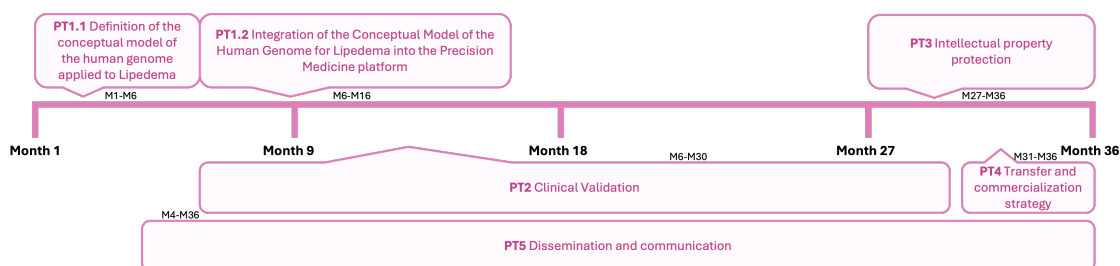 PT1.1 Definition of the
conceptual model of
the human genome
applied to Lipedema
PT1.2 Integration of the Conceptual Model of the
Human Genome for Lipedema into the Precision
Medicine platform
PT3 Intellectual property
protection
M1-M6
M6-M16
M27-M36
Month 1
Month 9
Month 18
Month 27
Month 36
M6-M30
M31-M36
PT2 Clinical Validation
PT4 Transfer and
commercialization
strategy
M4-M36
PT5 Dissemination and communication